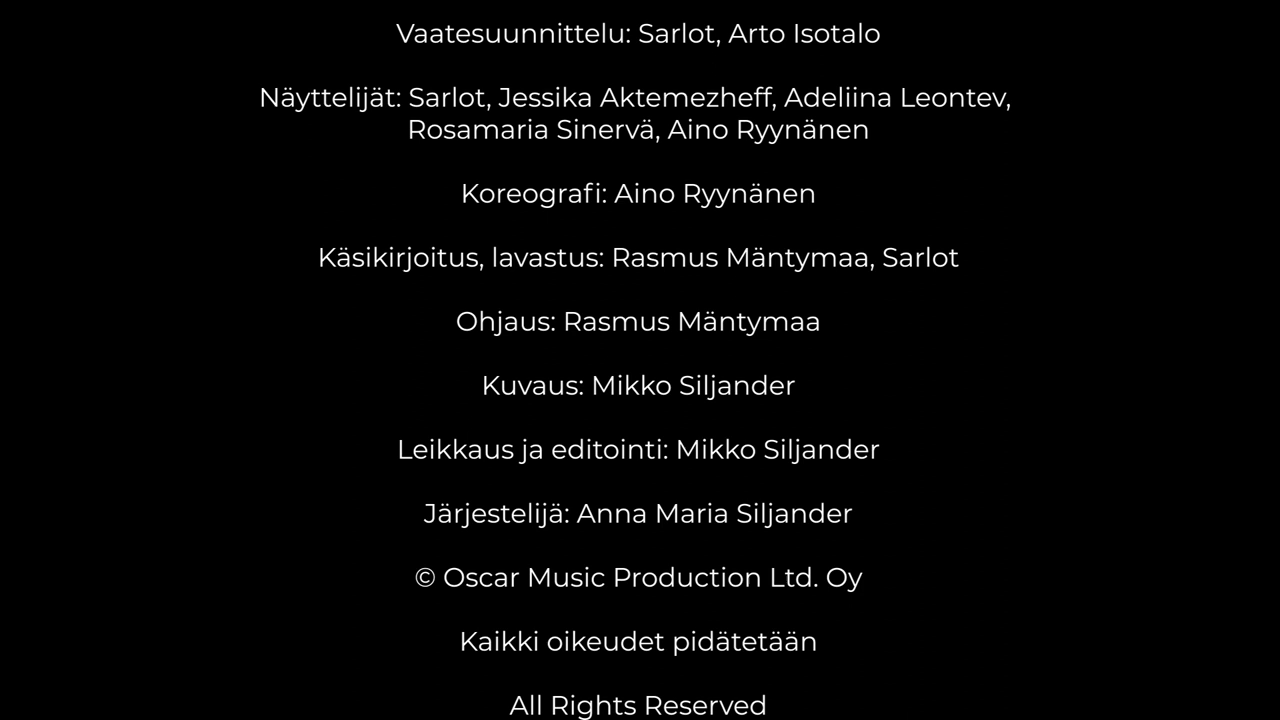 Vaatesuunnittelu: Sarlot, Arto Isotalo
Näyttelijät: Sarlot, Jessika Aktemezheff, Adeliina Leontev,
Rosamaria Sinervä, Aino Ryynänen
Koreografi: Aino Ryynänen
Käsikirjoitus, lavastus: Rasmus Mäntymaa, Sarlot
Ohjaus: Rasmus Mäntymaa
Kuvaus: Mikko Siljander
Leikkaus ja editointi: Mikko Siljander
Järjestelijä: Anna Maria Siljander
© Oscar Music Production Ltd. Oy
Kaikki oikeudet pidätetään
All Rights Reserved